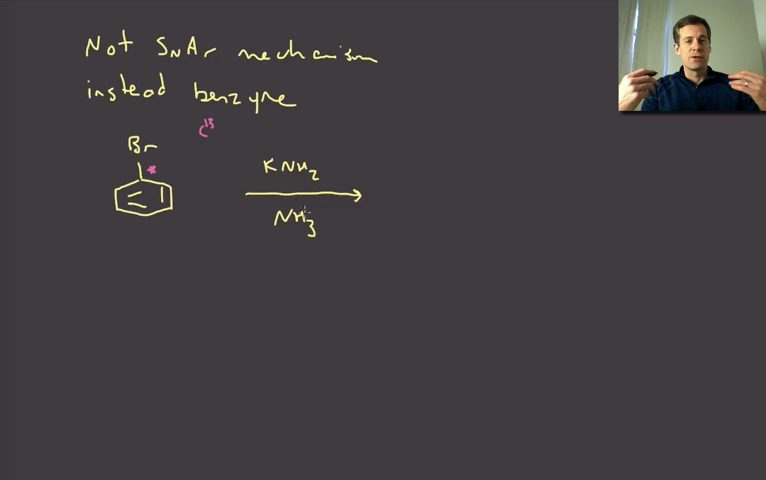 Not SNAr mechanism
instead benzyne
C13
Br
*
KNH2
NH3